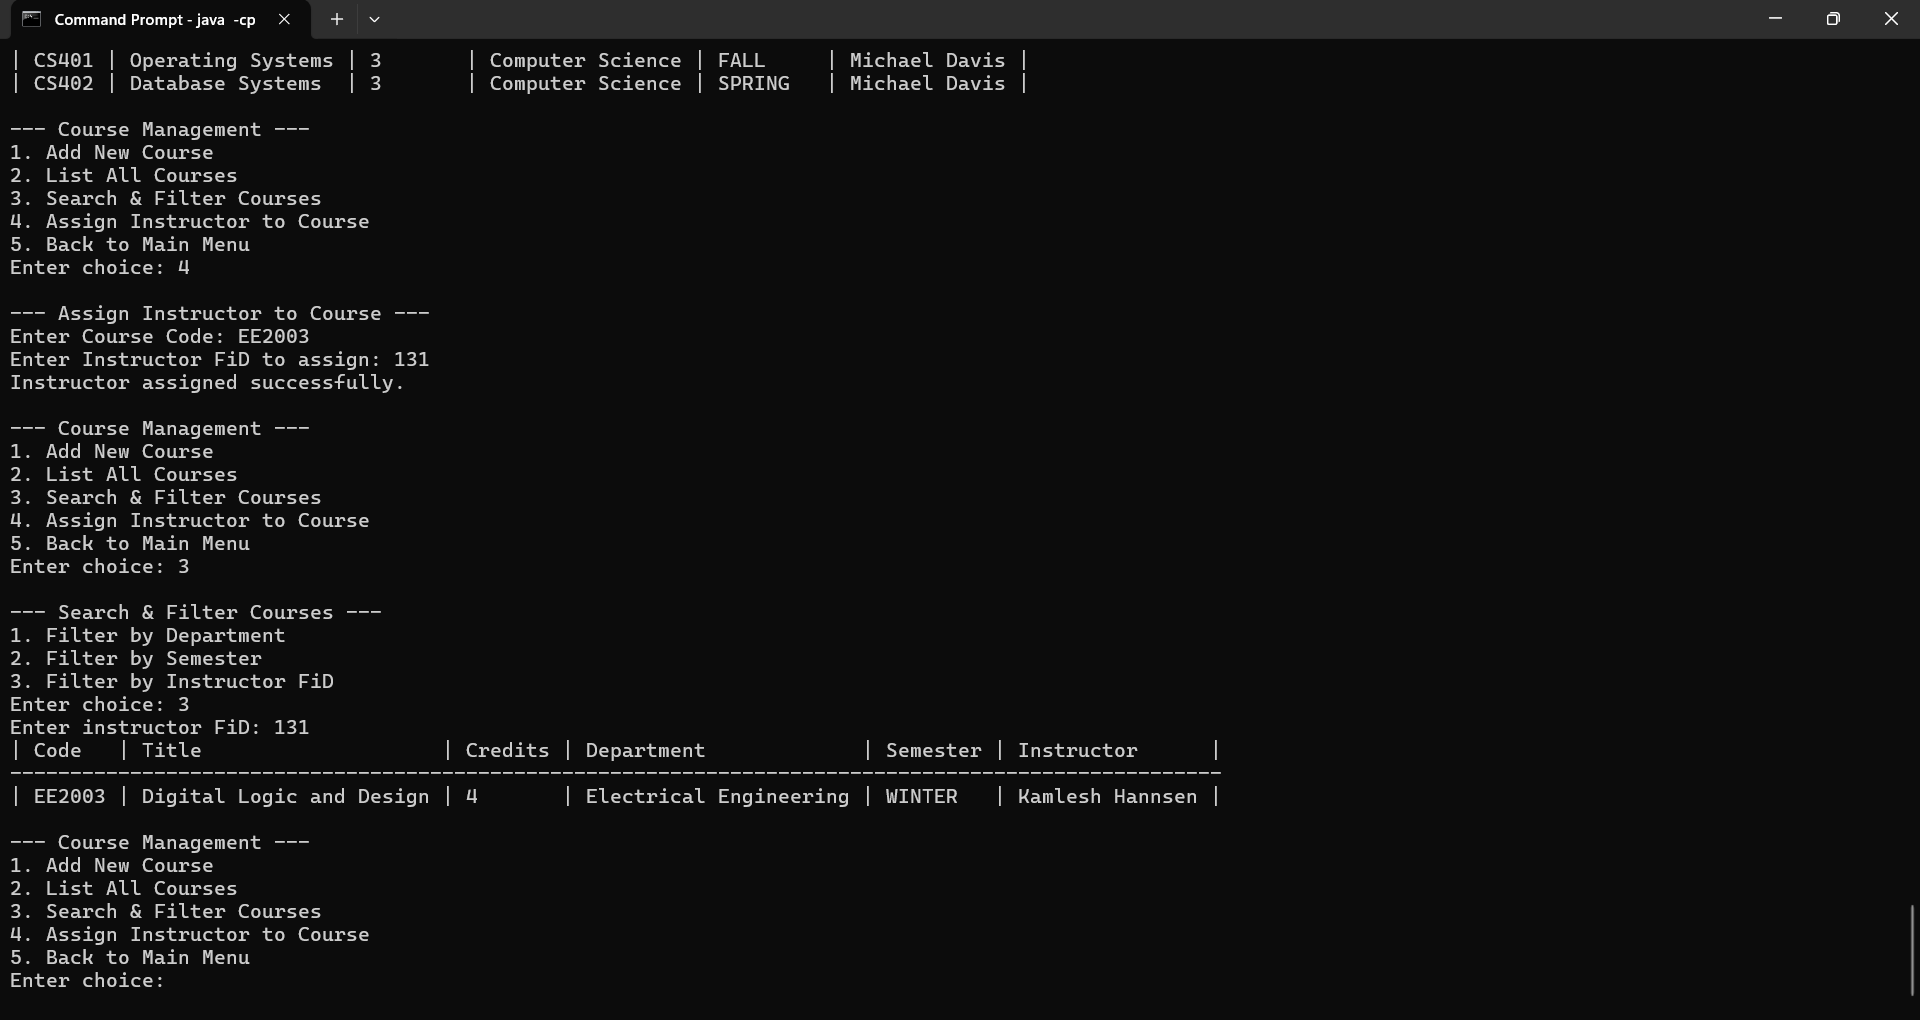 Command Prompt - java -cp
| CS401 | Operating Systems | 3       | Computer Science | FALL     | Michael Davis |
| CS402 | Database Systems  | 3       | Computer Science | SPRING   | Michael Davis |
--- Course Management ---
1. Add New Course
2. List All Courses
3. Search & Filter Courses
4. Assign Instructor to Course
5. Back to Main Menu
Enter choice: 4
--- Assign Instructor to Course ---
Enter Course Code: EE2003
Enter Instructor FiD to assign: 131
Instructor assigned successfully.
--- Course Management ---
1. Add New Course
2. List All Courses
3. Search & Filter Courses
4. Assign Instructor to Course
5. Back to Main Menu
Enter choice: 3
--- Search & Filter Courses ---
1. Filter by Department
2. Filter by Semester
3. Filter by Instructor FiD
Enter choice: 3
Enter instructor FiD: 131
| Code   | Title                    | Credits | Department             | Semester | Instructor      |
-----------------------------------------------------------------------------------------------------
| EE2003 | Digital Logic and Design | 4       | Electrical Engineering | WINTER   | Kamlesh Hannsen |
--- Course Management ---
1. Add New Course
2. List All Courses
3. Search & Filter Courses
4. Assign Instructor to Course
5. Back to Main Menu
Enter choice: